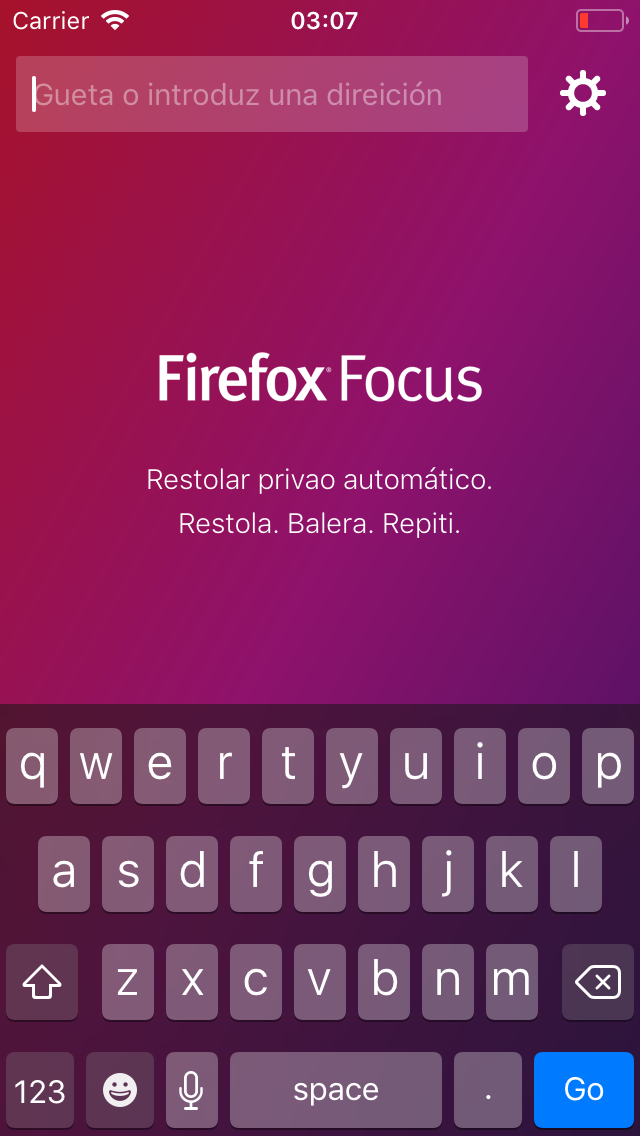 Carrier 03:07
Gueta o introduz una direición
Firefox® Focus
Restolar privao automático.
Restola. Balera. Repiti.
q w e r t y u i o p
a s d f g h j k l
z x c v b n m
123 space . Go